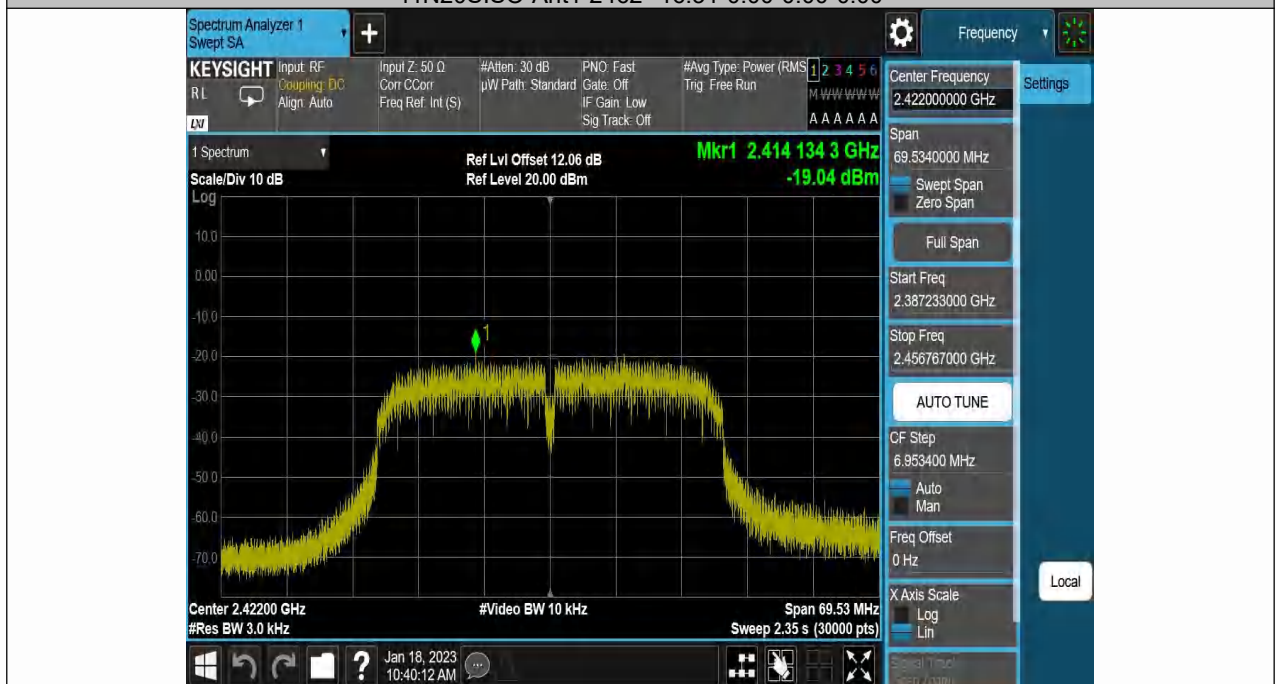 Spectrum Analyzer 1
Swept SA
+
Frequency
KEYSIGHT
RL
LXI
Input: RF
Coupling: DC
Align: Auto
Input Z: 50 Ω
Corr CCorr
Freq Ref: Int (S)
#Atten: 30 dB
µW Path: Standard
PNO: Fast
Gate: Off
IF Gain: Low
Sig Track: Off
#Avg Type: Power (RMS
Trig: Free Run
1 2 3 4 5 6
M W W W W W
A A A A A A
1 Spectrum
Scale/Div 10 dB
Log
Ref Lvl Offset 12.06 dB
Ref Level 20.00 dBm
Mkr1 2.414 134 3 GHz
-19.04 dBm
10.0
0.00
-10.0
-20.0
-30.0
-40.0
-50.0
-60.0
-70.0
1
Center 2.42200 GHz
#Res BW 3.0 kHz
#Video BW 10 kHz
Span 69.53 MHz
Sweep 2.35 s (30000 pts)
Center Frequency
2.422000000 GHz
Settings
Span
69.5340000 MHz
Swept Span
Zero Span
Full Span
Start Freq
2.387233000 GHz
Stop Freq
2.456767000 GHz
AUTO TUNE
CF Step
6.953400 MHz
Auto
Man
Freq Offset
0 Hz
X Axis Scale
Log
Lin
Local
?
Jan 18, 2023
10:40:12 AM